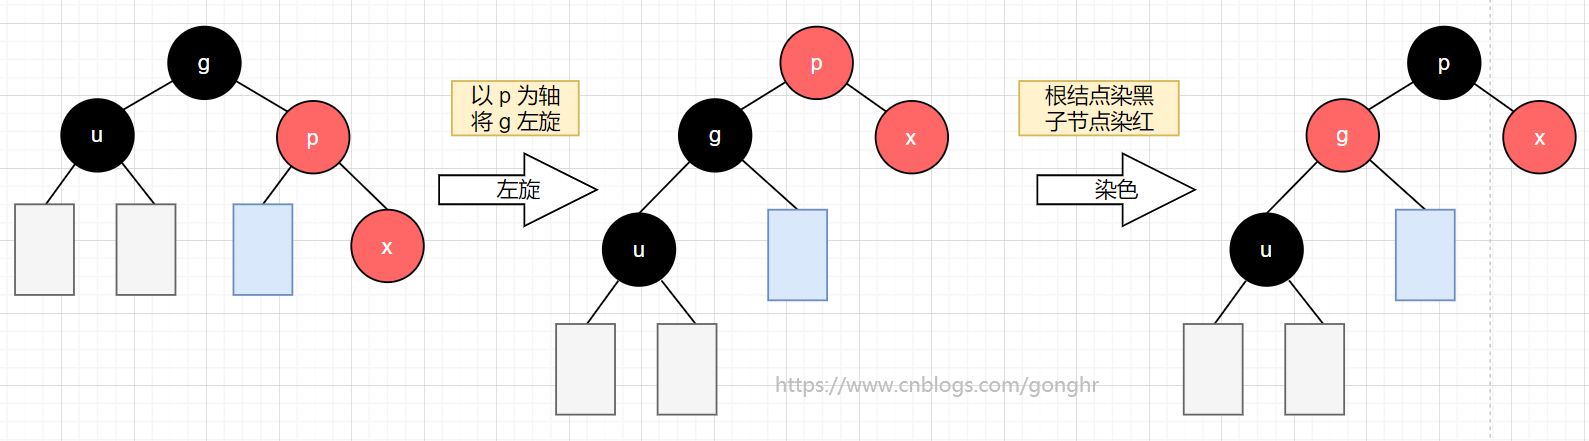 g
u
p
x
以 p 为轴
将 g 左旋
左旋
p
g
x
u
根结点染黑
子节点染红
染色
p
g
x
u
https://www.cnblogs.com/gonghr